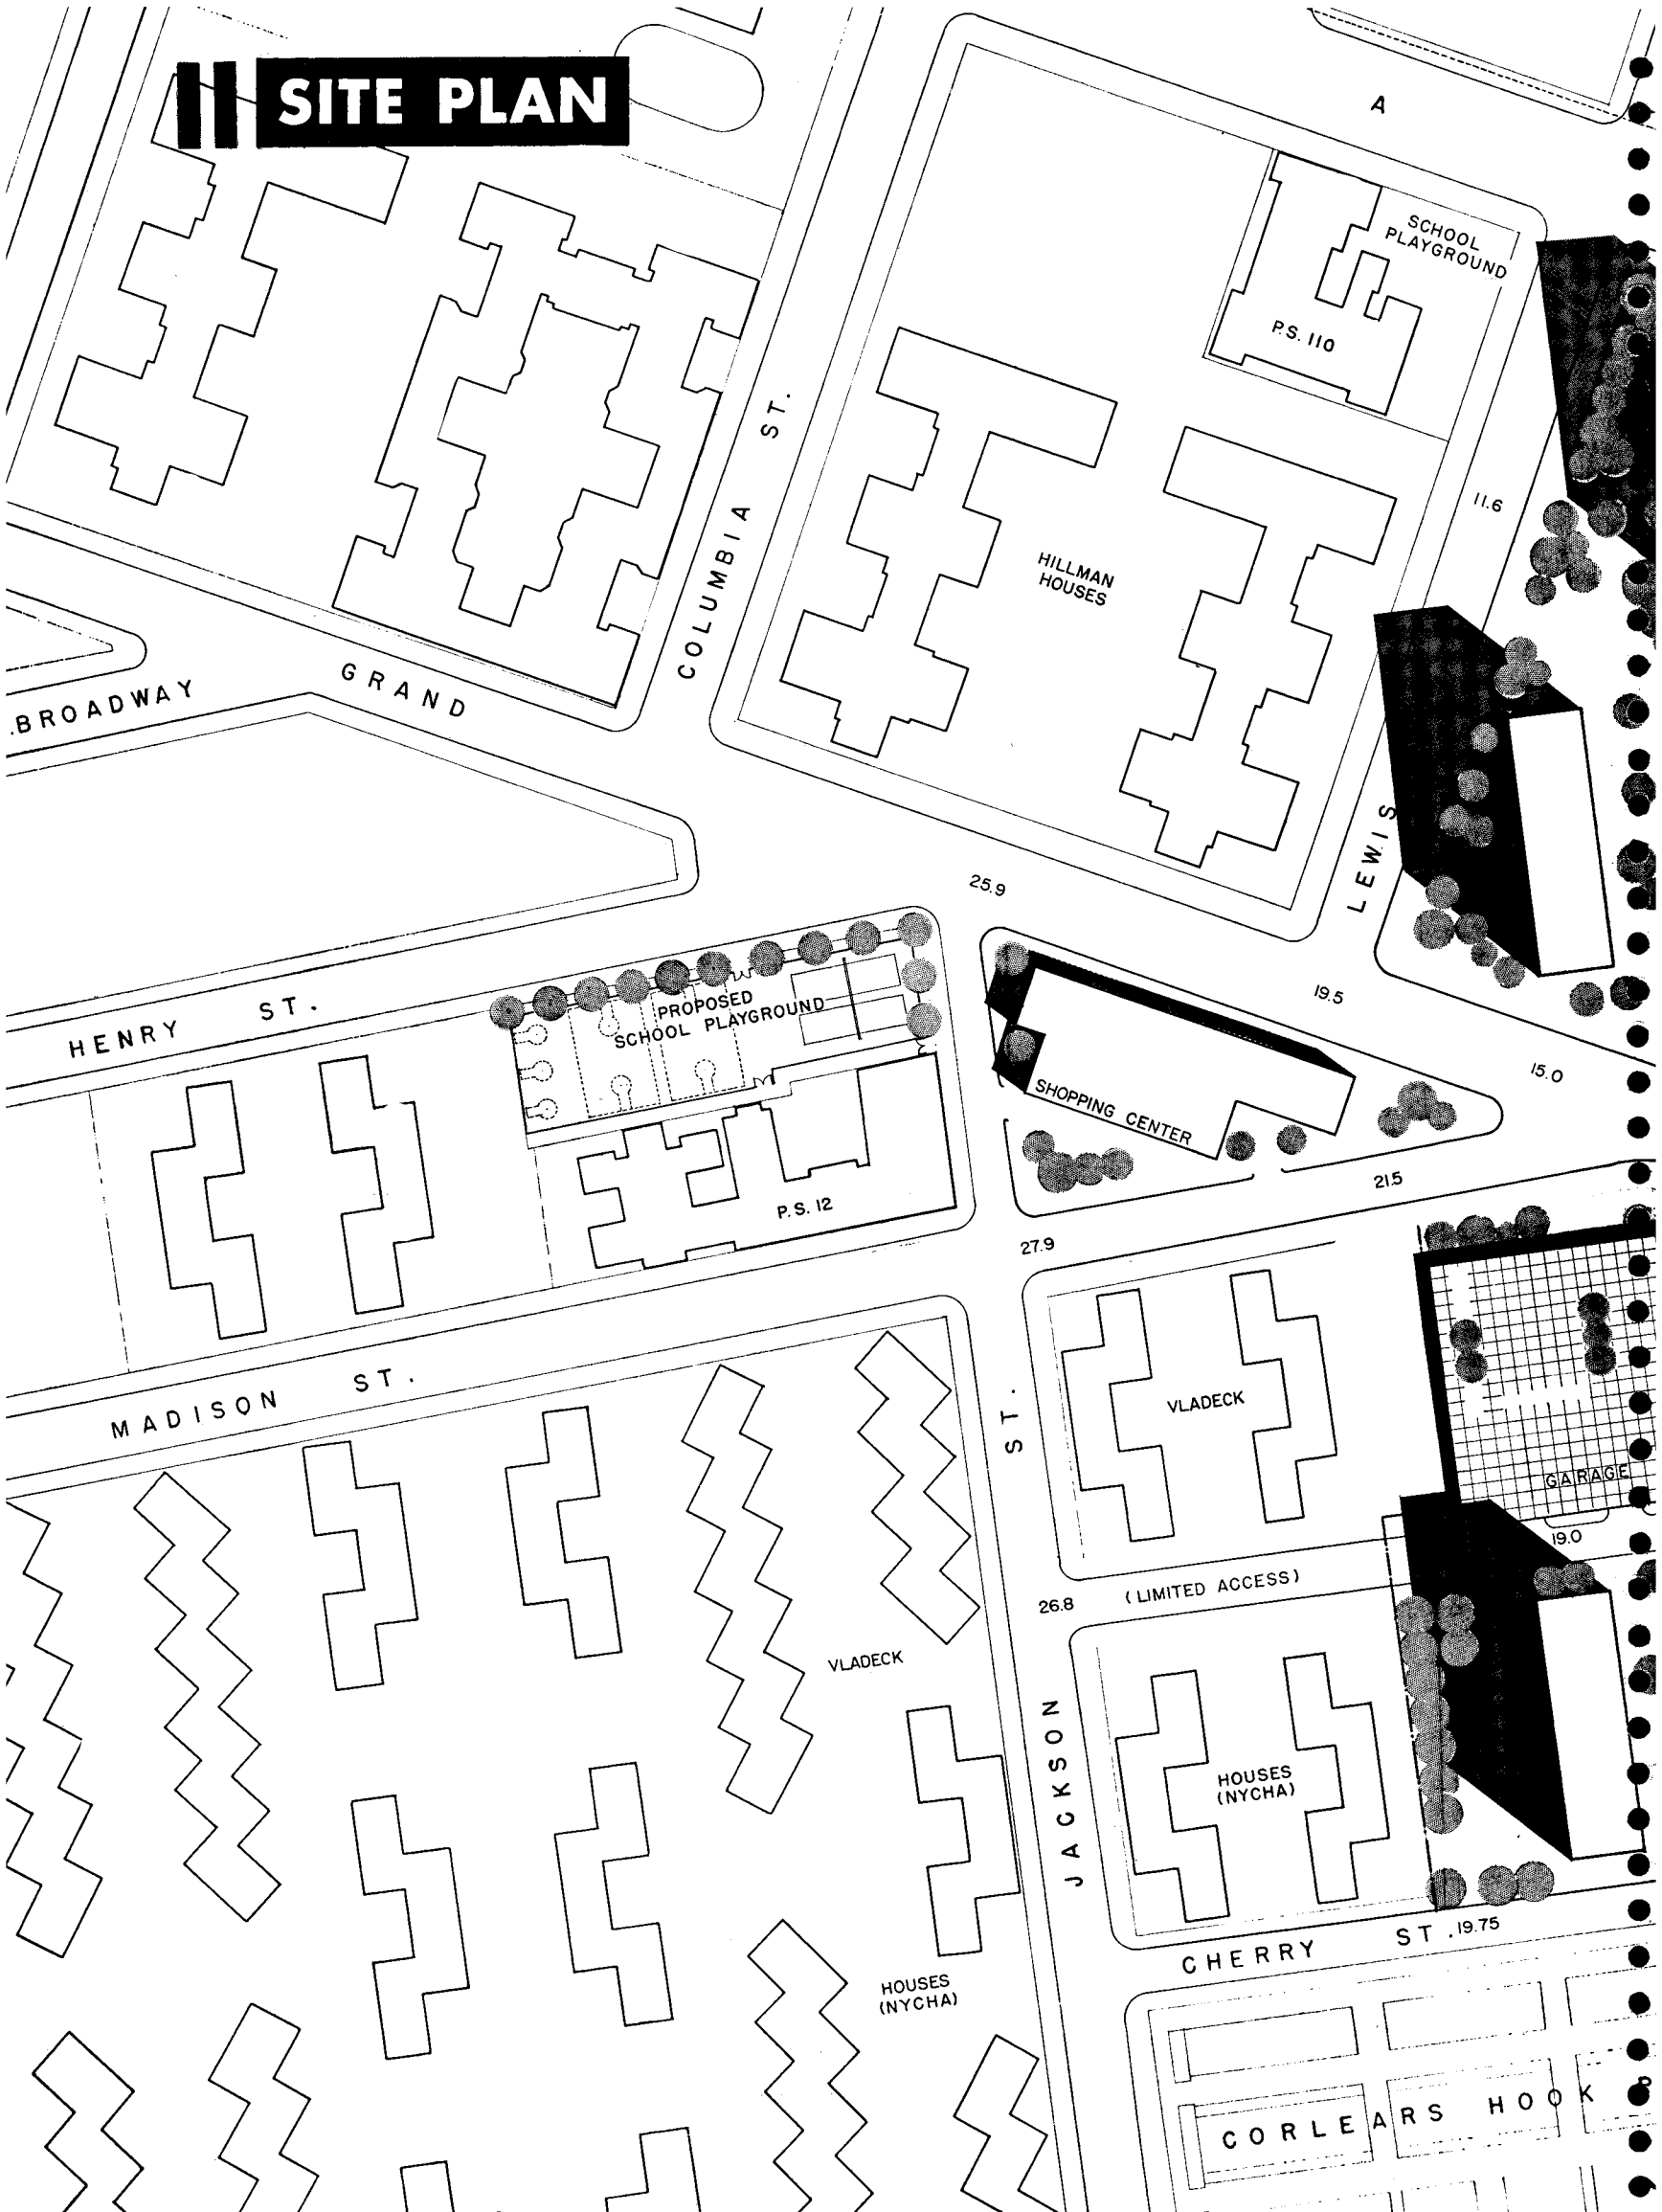 SITE PLAN
A
SCHOOL
PLAYGROUND
P.S. 110
11.6
COLUMBIA ST.
HILLMAN
HOUSES
.BROADWAY
GRAND
LEWIS
25.9
19.5
15.0
HENRY ST.
PROPOSED
SCHOOL PLAYGROUND
SHOPPING CENTER
P.S. 12
21.5
27.9
MADISON ST.
VLADECK
GARAGE
19.0
(LIMITED ACCESS)
26.8
VLADECK
HOUSES
(NYCHA)
JACKSON ST.
CHERRY ST.
19.75
HOUSES
(NYCHA)
CORLEARS HOOK